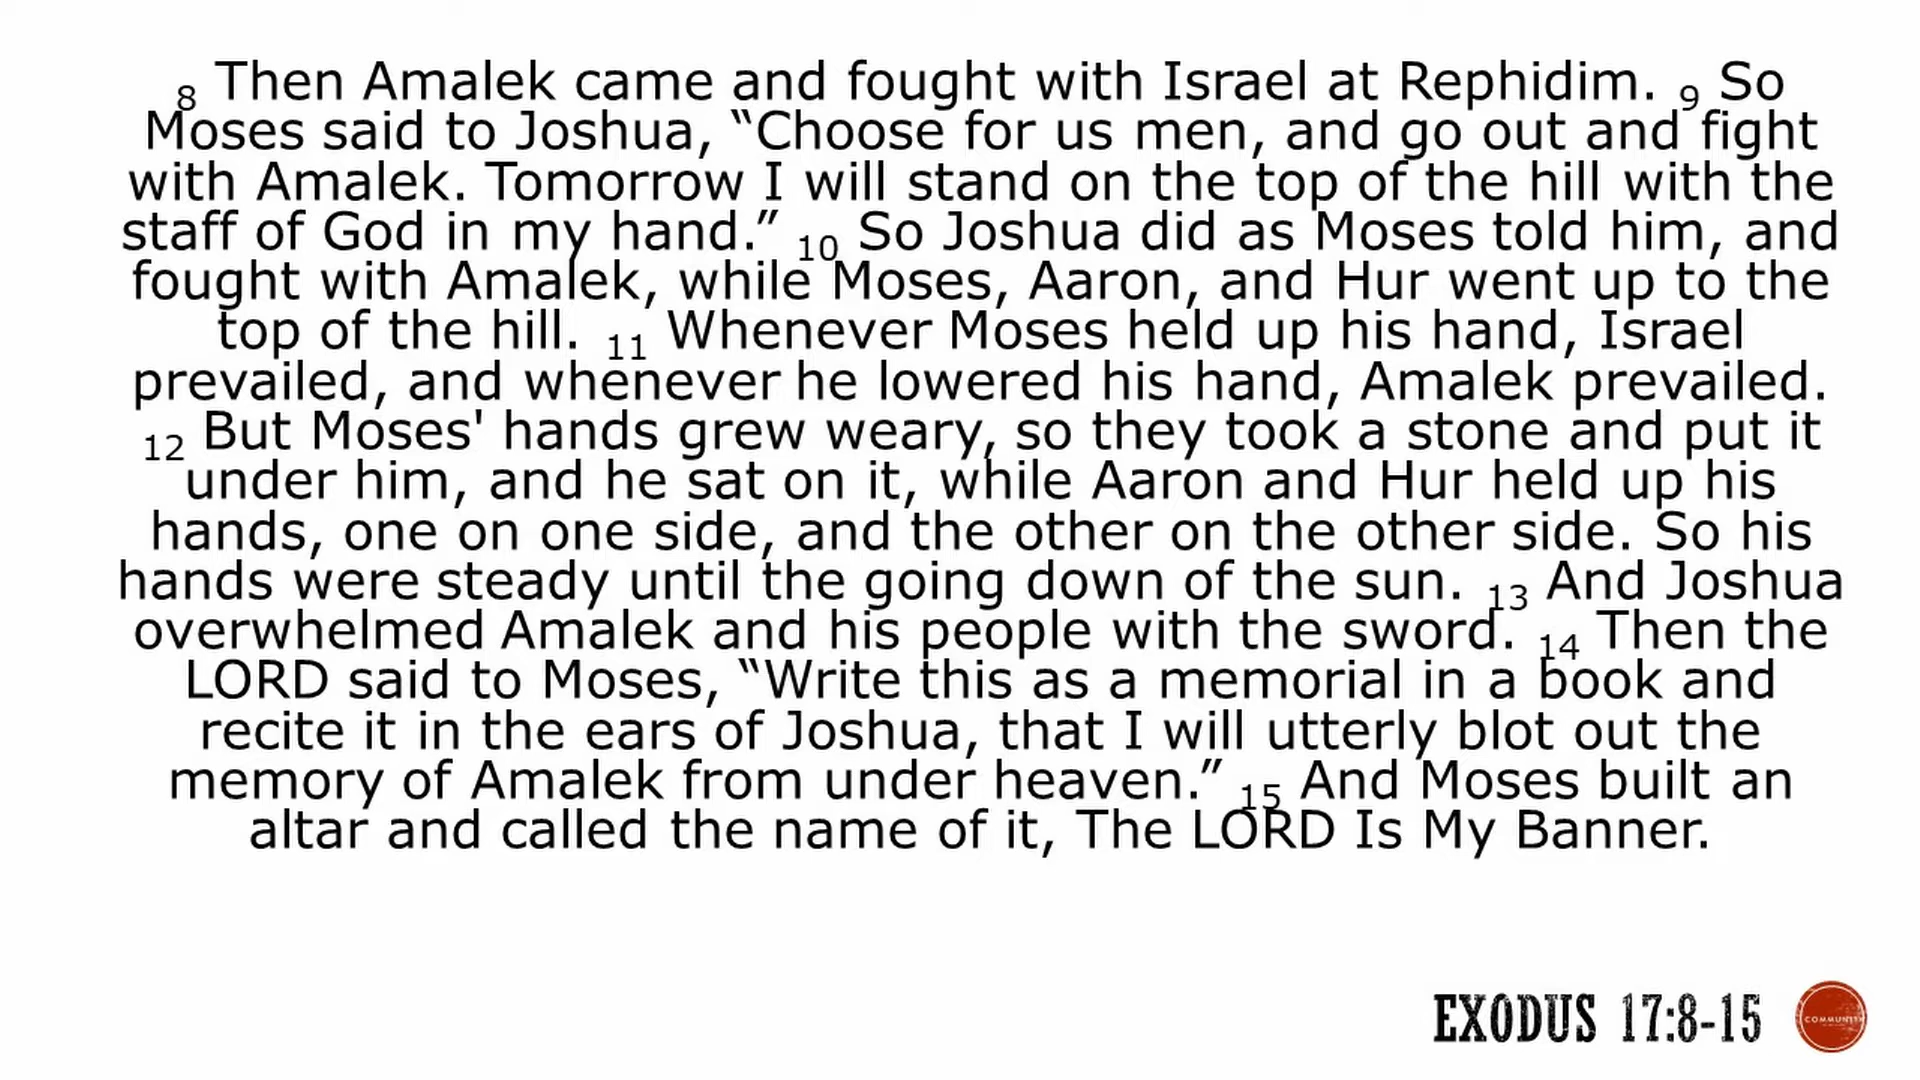 8 Then Amalek came and fought with Israel at Rephidim. 9 So
Moses said to Joshua, “Choose for us men, and go out and fight
with Amalek. Tomorrow I will stand on the top of the hill with the
staff of God in my hand.” 10 So Joshua did as Moses told him, and
fought with Amalek, while Moses, Aaron, and Hur went up to the
top of the hill. 11 Whenever Moses held up his hand, Israel
prevailed, and whenever he lowered his hand, Amalek prevailed.
12 But Moses' hands grew weary, so they took a stone and put it
under him, and he sat on it, while Aaron and Hur held up his
hands, one on one side, and the other on the other side. So his
hands were steady until the going down of the sun. 13 And Joshua
overwhelmed Amalek and his people with the sword. 14 Then the
LORD said to Moses, “Write this as a memorial in a book and
recite it in the ears of Joshua, that I will utterly blot out the
memory of Amalek from under heaven.” 15 And Moses built an
altar and called the name of it, The LORD Is My Banner.
EXODUS 17:8-15
COMMUNITY